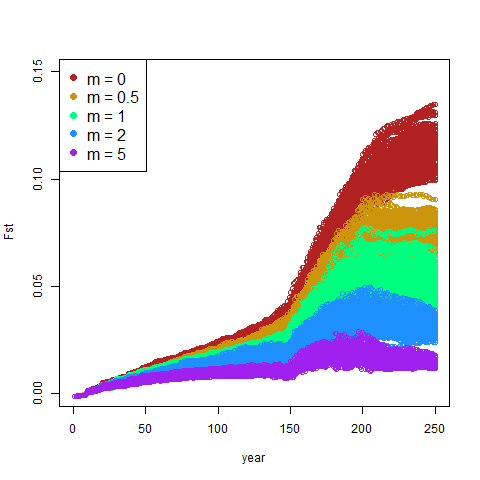 m = 0
m = 0.5
m = 1
m = 2
m = 5
Fst
0.00
0.05
0.10
0.15
0
50
100
150
200
250
year